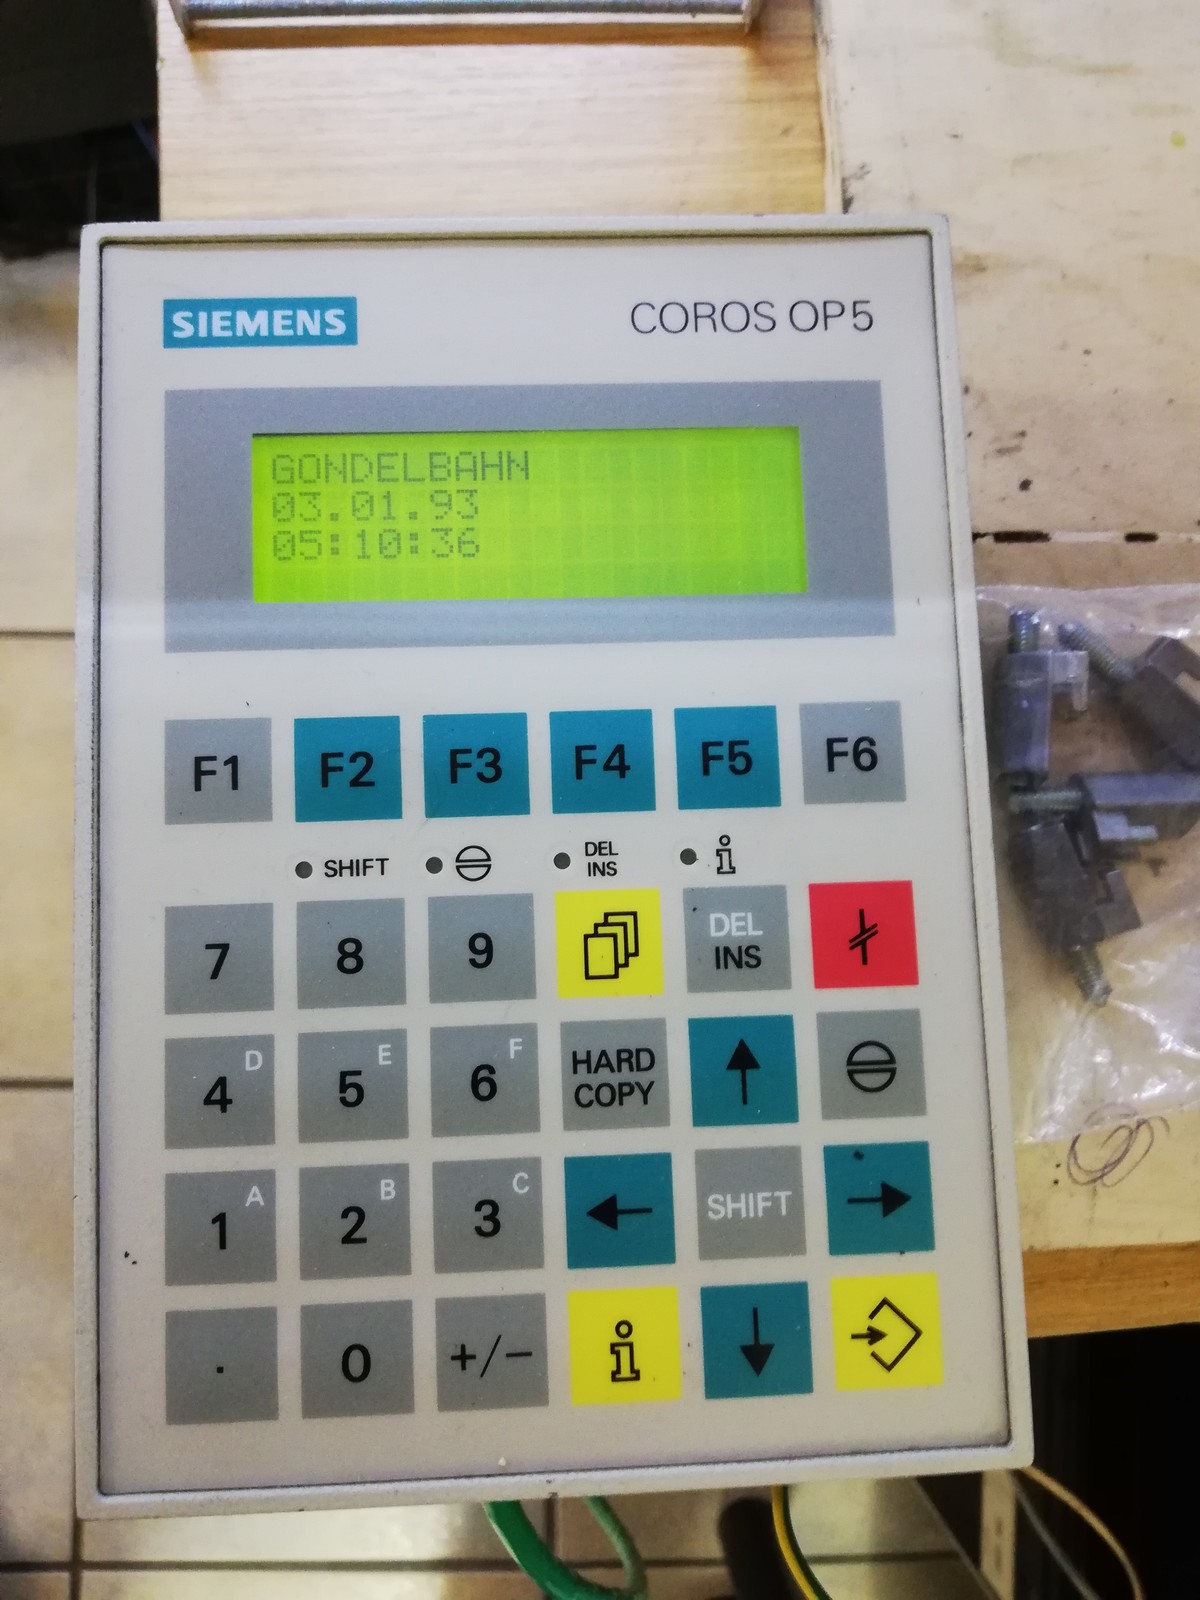 SIEMENS
COROS OP5
GONDELBAHN
03.01.93
05:10:36
F1 F2 F3 F4 F5 F6
SHIFT DEL INS i
7 8 9 DEL INS
4 D 5 E 6 F HARD COPY
1 A 2 B 3 C SHIFT
. 0 +/− i